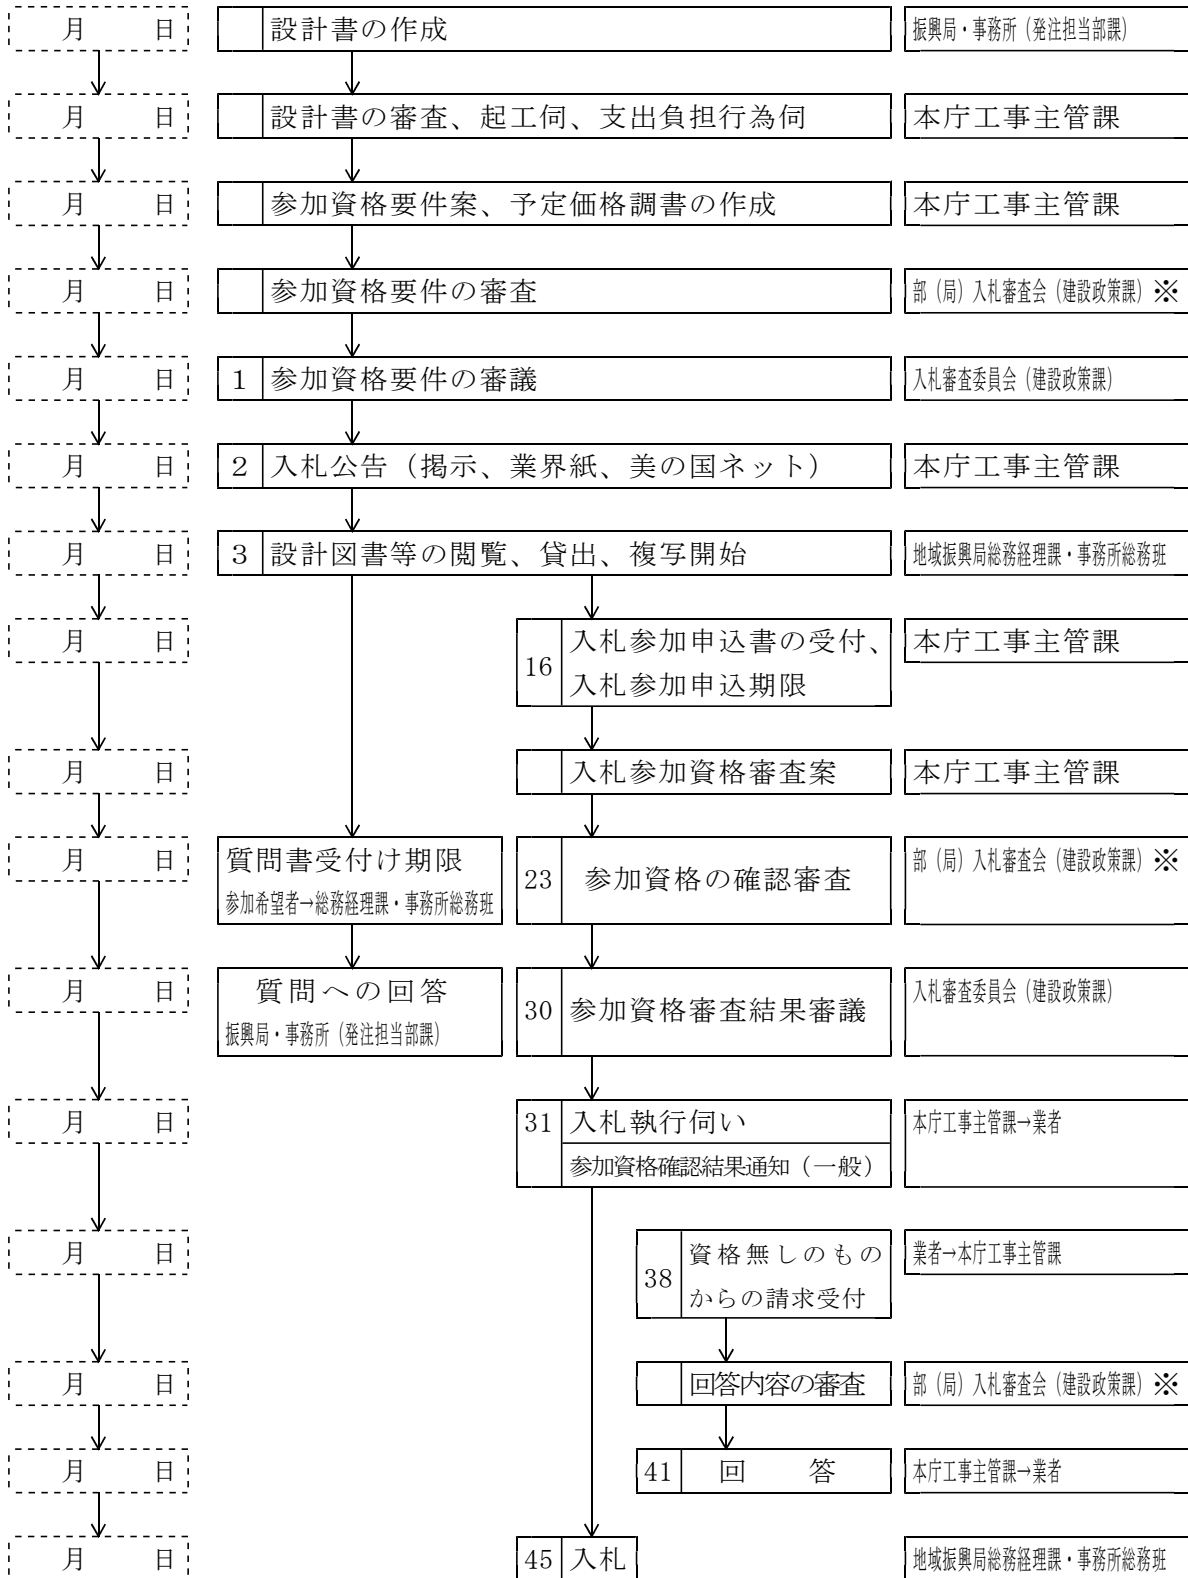 月 日 設計書の作成 振興局・事務所（発注担当部課）
月 日 設計書の審査、起工伺、支出負担行為伺 本庁工事主管課
月 日 参加資格要件案、予定価格調書の作成 本庁工事主管課
月 日 参加資格要件の審査 部（局）入札審査会（建設政策課）※
月 日 1 参加資格要件の審議 入札審査委員会（建設政策課）
月 日 2 入札公告（掲示、業界紙、美の国ネット） 本庁工事主管課
月 日 3 設計図書等の閲覧、貸出、複写開始 地域振興局総務経理課・事務所総務班
月 日 16 入札参加申込書の受付、 本庁工事主管課
入札参加申込期限
月 日 入札参加資格審査案 本庁工事主管課
月 日 質問書受付け期限 23 参加資格の確認審査 部（局）入札審査会（建設政策課）※
参加希望者→総務経理課・事務所総務班
月 日 質問への回答 30 参加資格審査結果審議 入札審査委員会（建設政策課）
振興局・事務所（発注担当部課）
月 日 31 入札執行伺い 本庁工事主管課→業者
参加資格確認結果通知（一般）
月 日 38 資格無しのもの 業者→本庁工事主管課
からの請求受付
月 日 回答内容の審査 部（局）入札審査会（建設政策課）※
月 日 41 回 答 本庁工事主管課→業者
月 日 45 入札 地域振興局総務経理課・事務所総務班